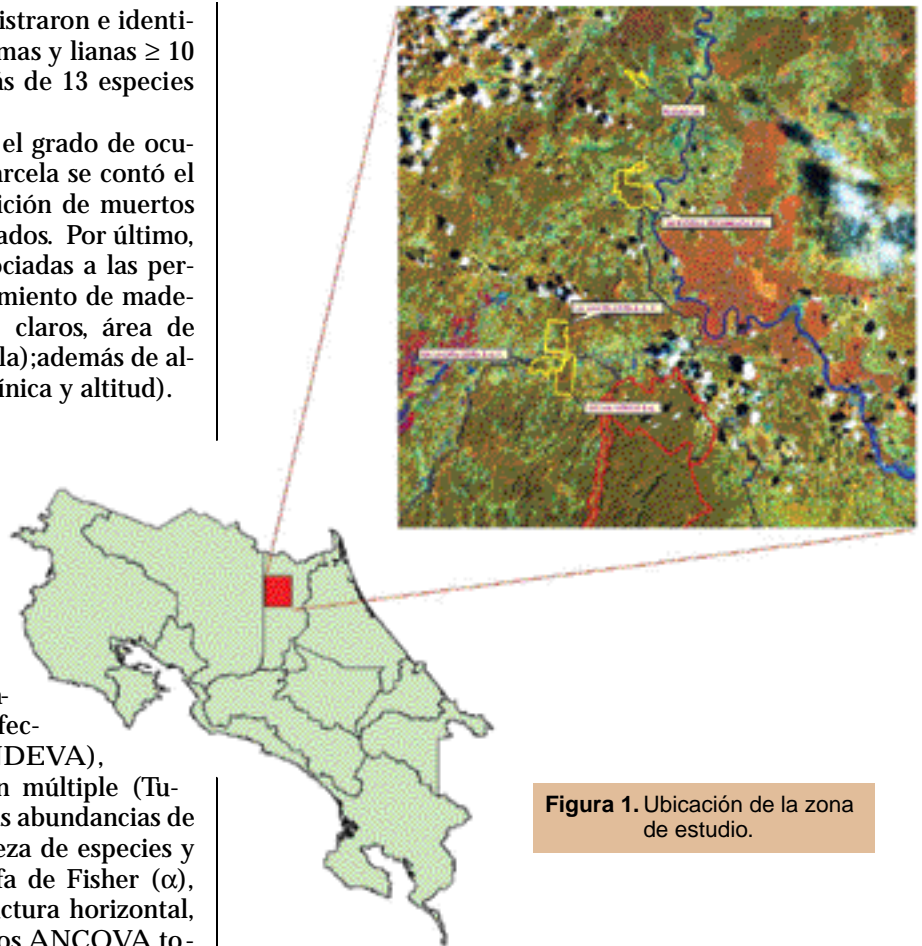 istraron e identi-
mas y lianas ≥ 10
ás de 13 especies
el grado de ocu-
arcela se contó el
ición de muertos
ados. Por último,
ociadas a las per-
miento de made-
claros, área de
la);además de al-
ínica y altitud).
fec-
NDEVA),
n múltiple (Tu-
as abundancias de
eza de especies y
fa de Fisher (α),
uctura horizontal,
os ANCOVA to-
Figura 1. Ubicación de la zona
de estudio.